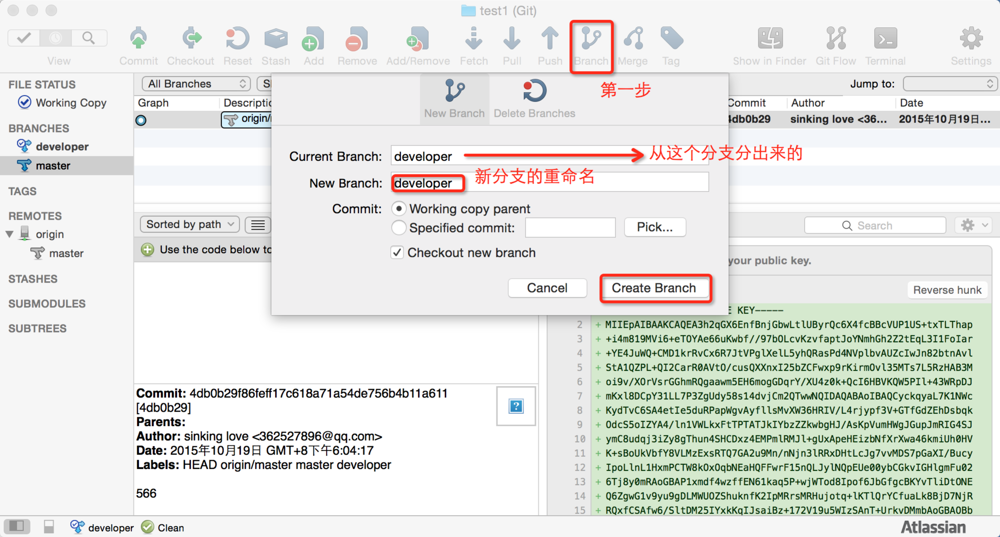 test1 (Git)
View
Commit
Checkout
Reset
Stash
Add
Remove
Add/Remove
Fetch
Pull
Push
Branch
Merge
Tag
Show in Finder
Git Flow
Terminal
Settings
FILE STATUS
Working Copy
BRANCHES
developer
master
TAGS
REMOTES
origin
master
STASHES
SUBMODULES
SUBTREES
All Branches
Jump to:
Graph
Commit
Author
Date
origin/
4db0b29
sinking love <36...
2015年10月19日...
New Branch
Delete Branches
第一步
Current Branch: developer
从这个分支分出来的
New Branch: developer
新分支的重命名
Commit: Working copy parent
Specified commit:
Pick...
Checkout new branch
Cancel
Create Branch
Sorted by path
Search
Use the code below to
your public key.
Reverse hunk
KEY-----
2 + MIIEpAIBAAKCAQEA3h2qGX6EnfBnjGbwLtlUByrQc6X4fcBBcVUP1US+txTLThap
3 + +i4m819MVi6+eTOYAe66uKwbf//97bOLcvKzvfaptJoYNmhGh2Z2tEqL3I1FoIar
4 + +YE4JuWQ+CMD1krRvCx6R7JtVPglXelL5yhQRasPd4NVplbvAUZcIwJn82btnAvl
5 + StA1QZPL+QI2CarR0AVtO/cusQXXnxI25bZCFwxp9rKirmOvl35MTs7L5RzHAB3M
6 + oi9v/XOrVsrGGhmRQgaawm5EH6mogGDqrY/XU4z0k+QcI6HBVKQW5PIl+43WRpDJ
7 + mKxl8DCpY31LL7P3ZgUdy58s14dvjCm2QTwwNQIDAQABAoIBAQCyckqyaL7K1NWc
8 + KydTvC6SA4etIe5duRPapWgvAyfllsMvXW36HRIV/L4rjypf3V+GTfGdZEhDsbqk
9 + OdcS5oIZYA4/ln1VWLkxFtTPTATJkIYbzZZkwbgHJ/AsKpVumHWgJGupJmRIG4SJ
10 + ymC8udqj3iZy8gThun4SHCDxz4EMPmlRMJl+gUxApeHEizbNfXrXwa46kmiUh0HV
11 + K+sBoUkVbfY8VLMzExsRTQ7GA2u9Mn/nNjn3lRRxDHtLcJg7vvMDS7pGaXI/Bucy
12 + IpoLlnL1HxmPCTW8kOxOqbNEaHQFFwrF15nQLJylNQpEUe00ybCGkvIGHlgmFu02
13 + 6Tj8y0mRAoGBAP1xmdf4wzffEN61kaq5P+wjWTod8Ipof6JbGfgcBKYvTliDtONE
14 + Q6ZgwG1v9yu9gDLMWUOZShuknfK2IpMRrsMRHujotq+lKTlQrYCfuaLk8BjD7NjR
15 + RQxfCSAfw6/SltDM25IYxkKqIJsaiBz+172V19u5WIzSAnT+UrkvDMmbAoGBAOBb
Commit: 4db0b29f86feff17c618a71a54de756b4b11a611
[4db0b29]
Parents:
Author: sinking love <362527896@qq.com>
Date: 2015年10月19日 GMT+8下午6:04:17
Labels: HEAD origin/master master developer
566
developer
Clean
Atlassian